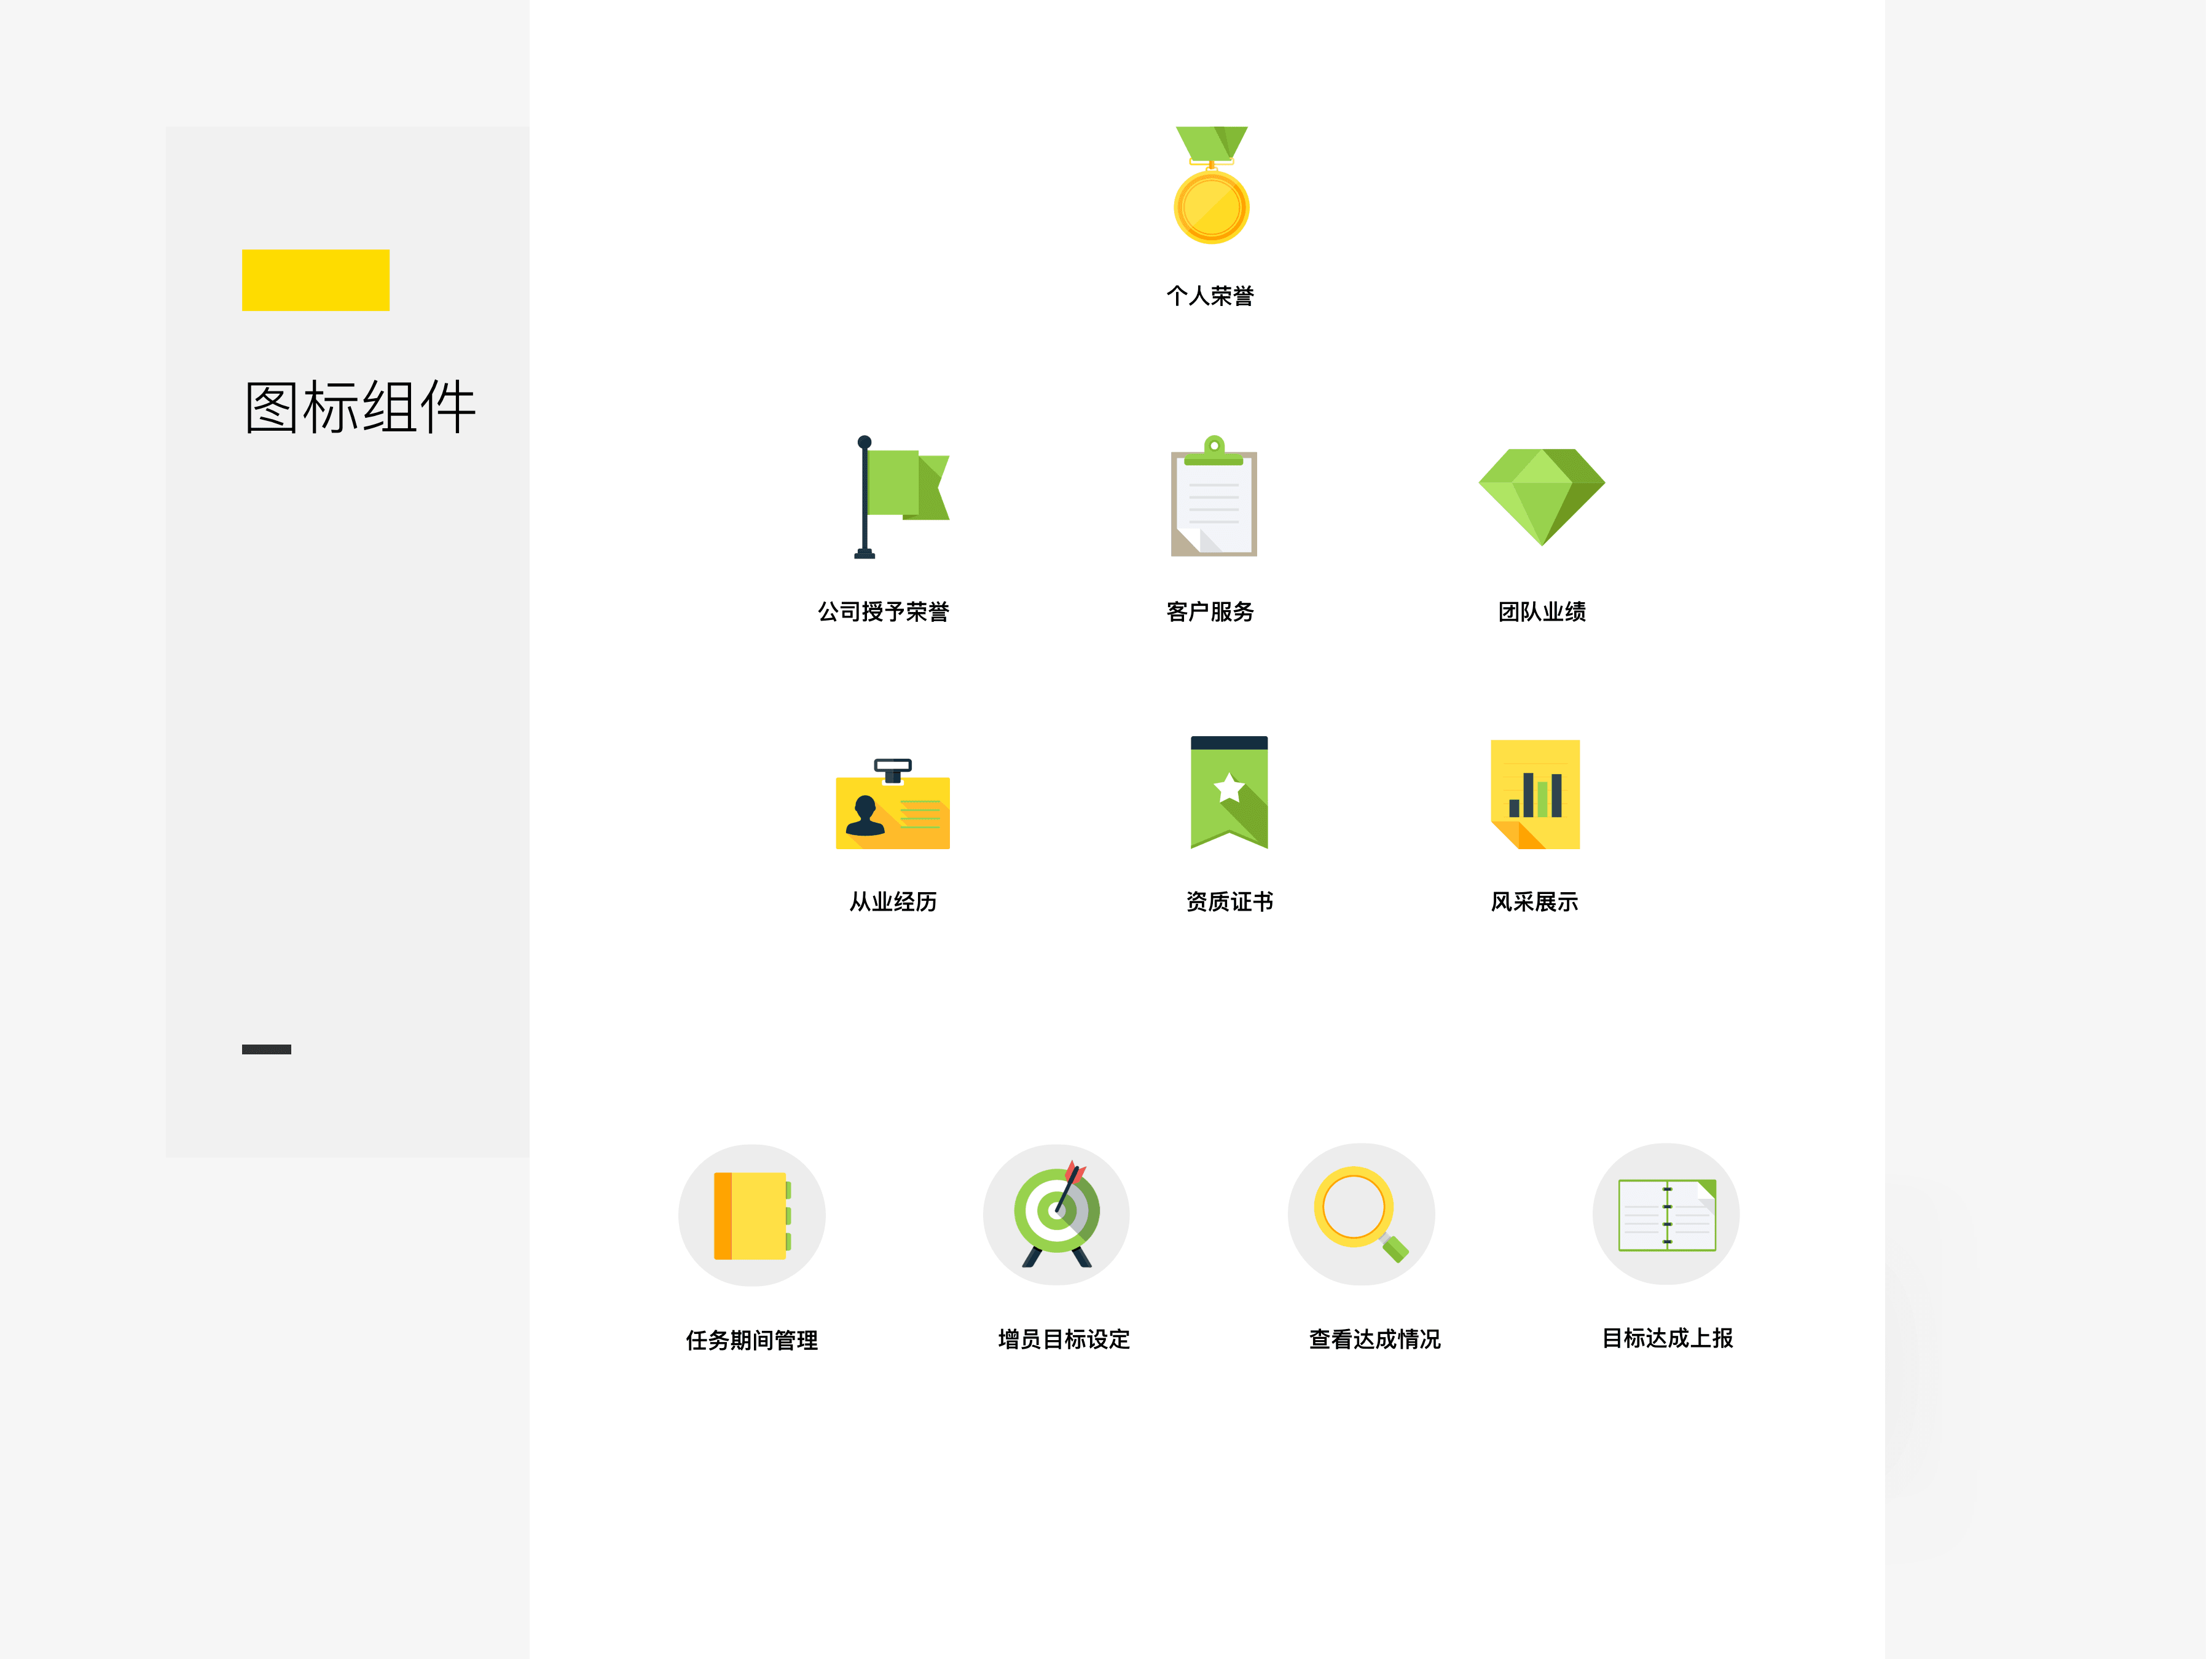 图标组件
个人荣誉
公司授予荣誉
客户服务
团队业绩
从业经历
资质证书
风采展示
任务期间管理
增员目标设定
查看达成情况
目标达成上报